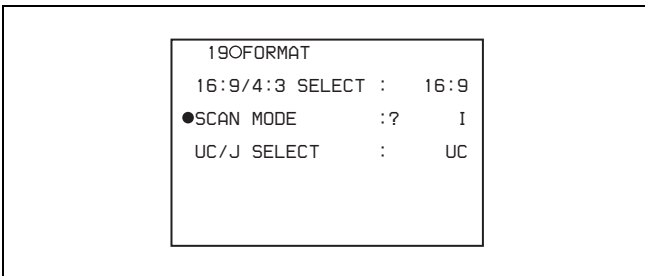 19○FORMAT
16:9/4:3 SELECT : 16:9
●SCAN MODE :? I
UC/J SELECT : UC